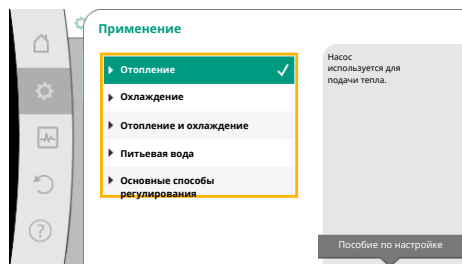 Применение
Отопление
Охлаждение
Отопление и охлаждение
Питьевая вода
Основные способы
регулирования
Насос
используется для
подачи тепла.
Пособие по настройке